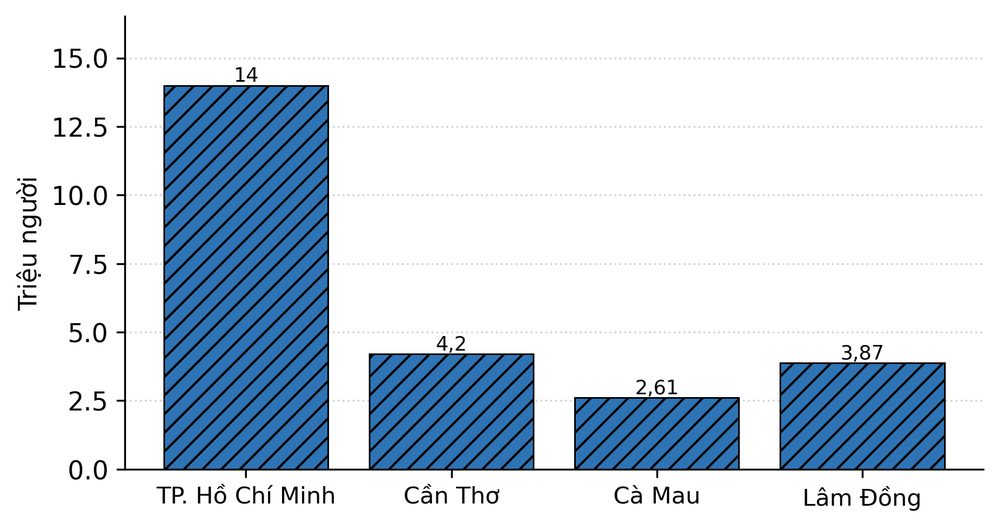 Triệu người
15.0
12.5
10.0
7.5
5.0
2.5
0.0
14
4,2
2,61
3,87
TP. Hồ Chí Minh
Cần Thơ
Cà Mau
Lâm Đồng